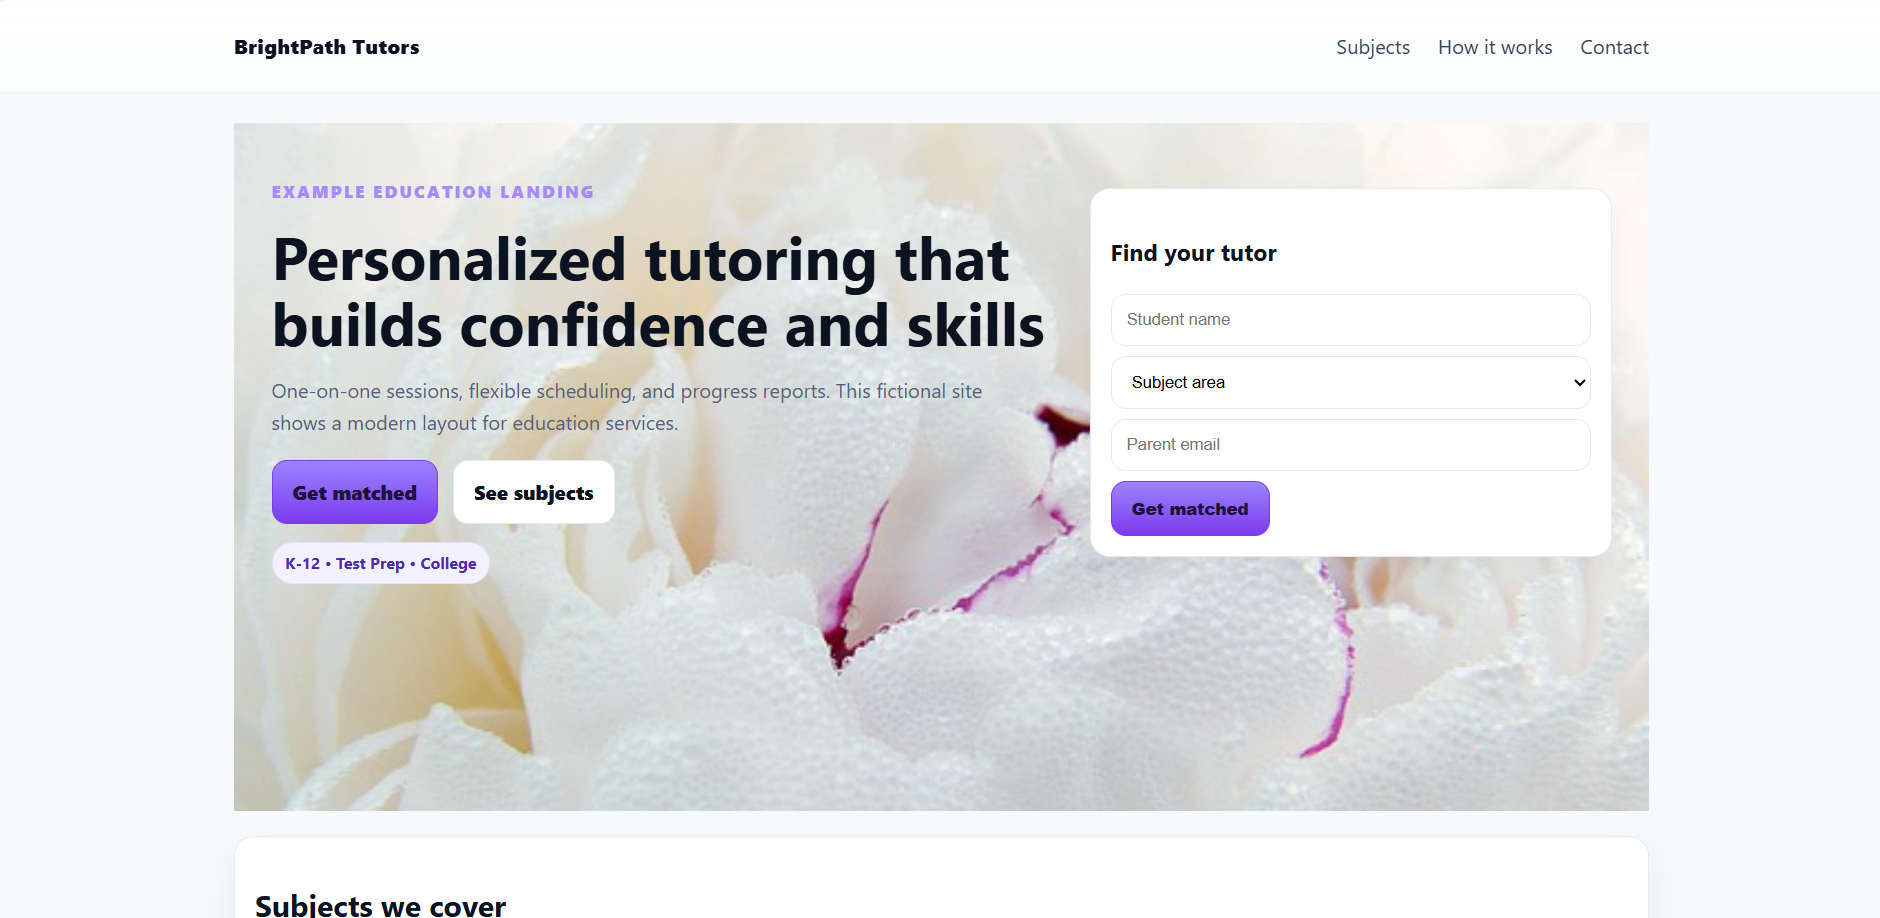 BrightPath Tutors
Subjects
How it works
Contact
EXAMPLE EDUCATION LANDING
Personalized tutoring that
builds confidence and skills
One-on-one sessions, flexible scheduling, and progress reports. This fictional site
shows a modern layout for education services.
Get matched
See subjects
K-12 • Test Prep • College
Find your tutor
Student name
Subject area
Parent email
Get matched
Subjects we cover